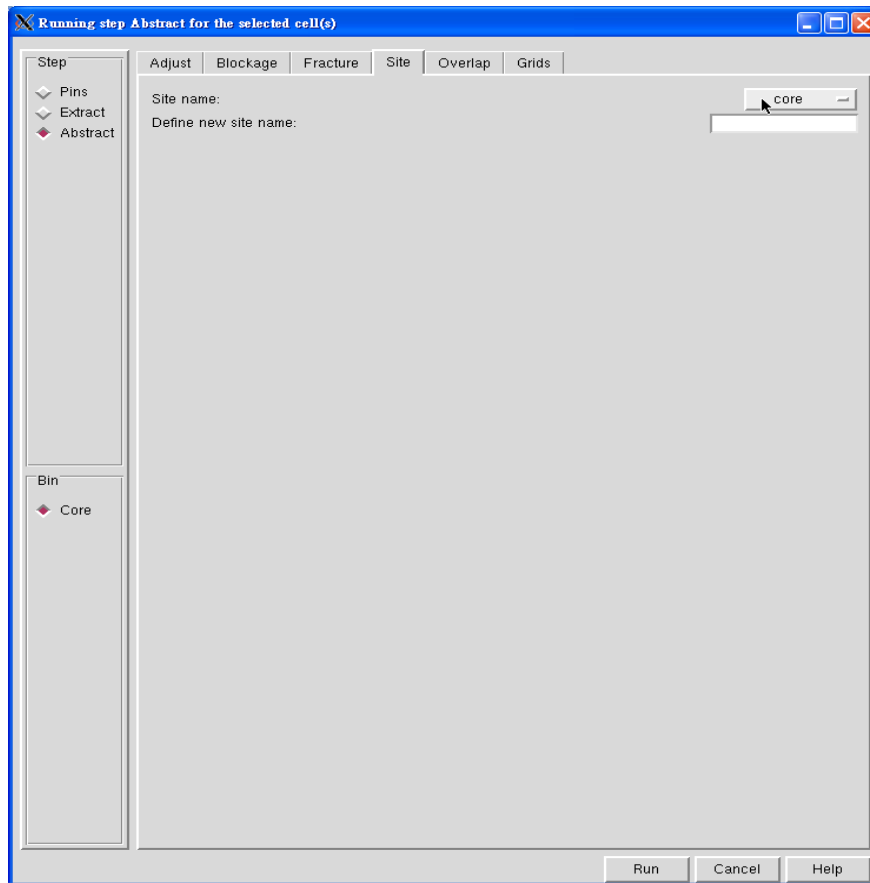 Running step Abstract for the selected cell(s)
Step
Pins
Extract
Abstract
Bin
Core
Adjust Blockage Fracture Site Overlap Grids
Site name: core
Define new site name:
Run Cancel Help